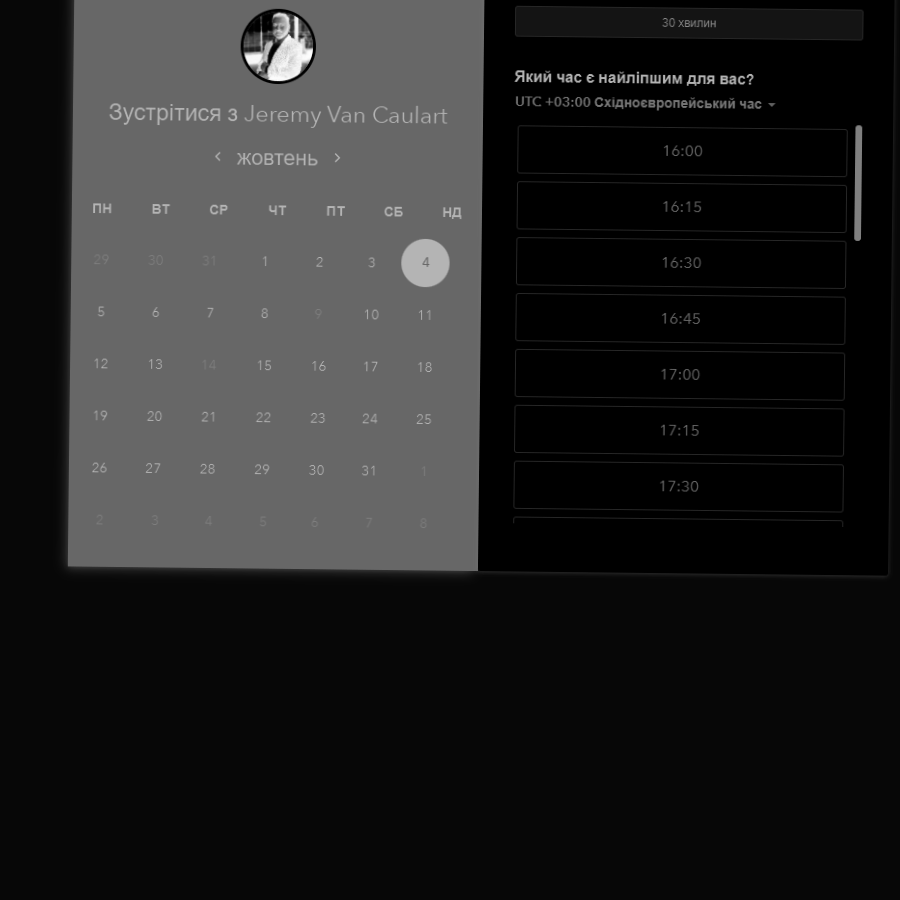 Зустрітися з Jeremy Van Caulart
жовтень
ПН ВТ СР ЧТ ПТ СБ НД
29 30 31 1 2 3 4
5 6 7 8 9 10 11
12 13 14 15 16 17 18
19 20 21 22 23 24 25
26 27 28 29 30 31 1
2 3 4 5 6 7 8
30 хвилин
Який час є найліпшим для вас?
UTC +03:00 Східноєвропейський час
16:00
16:15
16:30
16:45
17:00
17:15
17:30